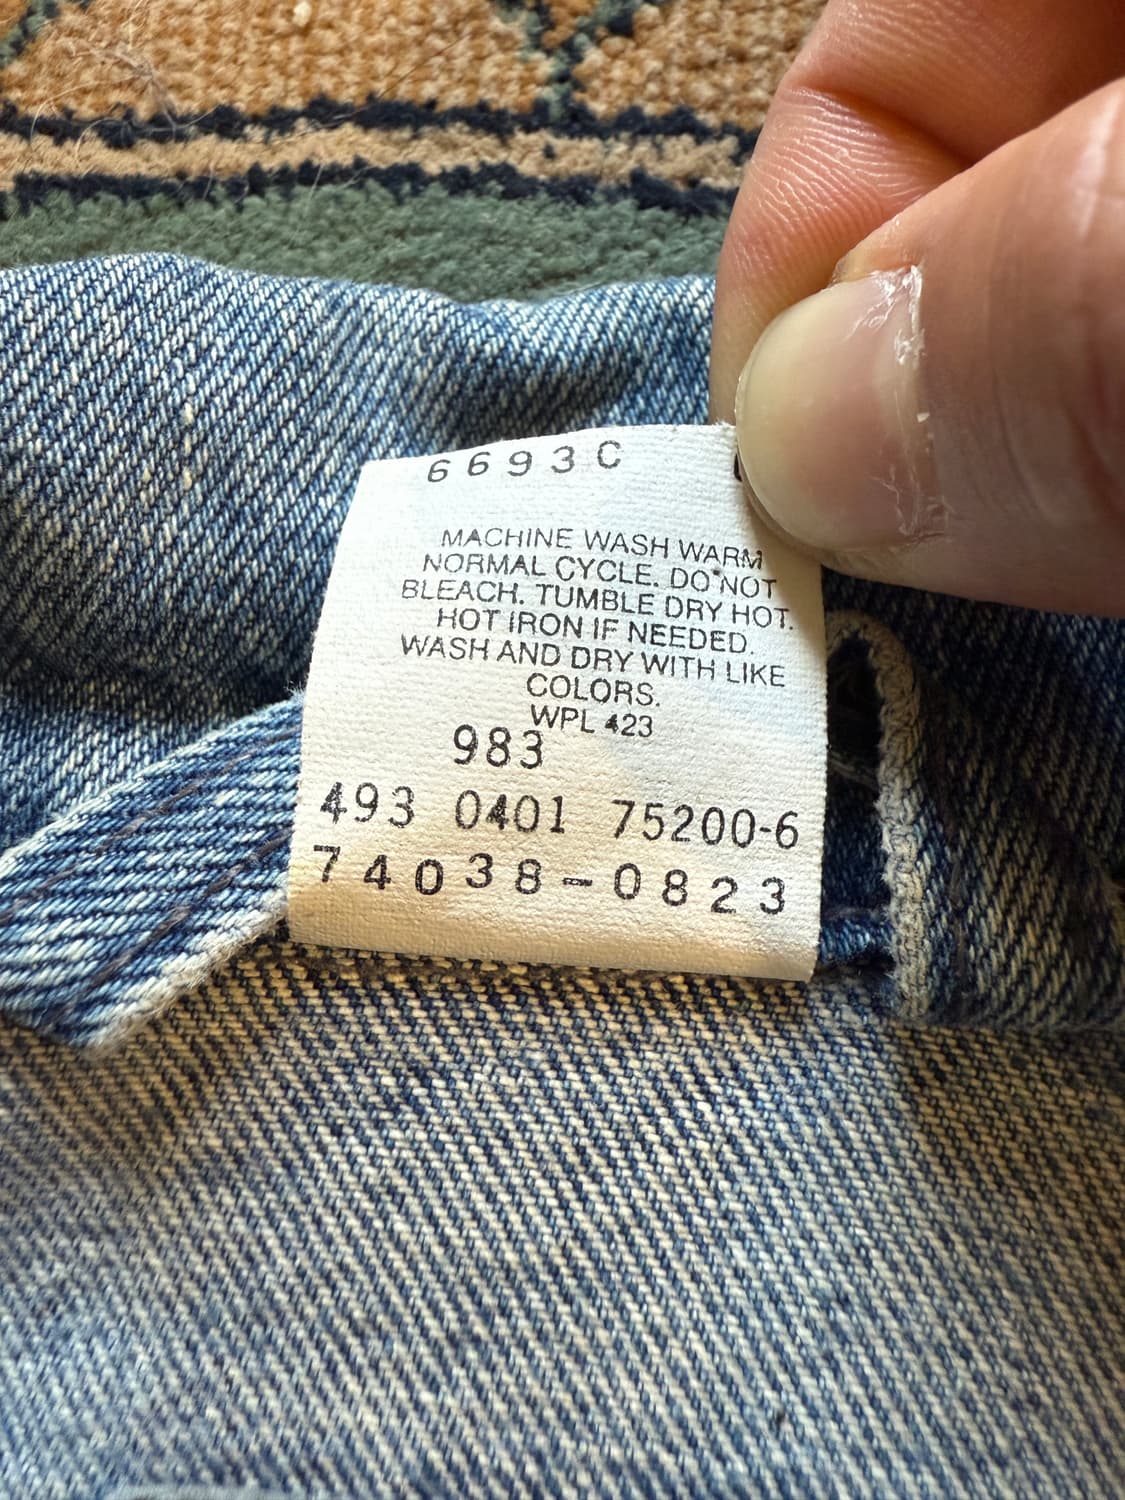 6693C
MACHINE WASH WARM
NORMAL CYCLE. DO NOT
BLEACH. TUMBLE DRY HOT.
HOT IRON IF NEEDED.
WASH AND DRY WITH LIKE
COLORS.
WPL 423
983
493 0401 75200-6
74038-0823